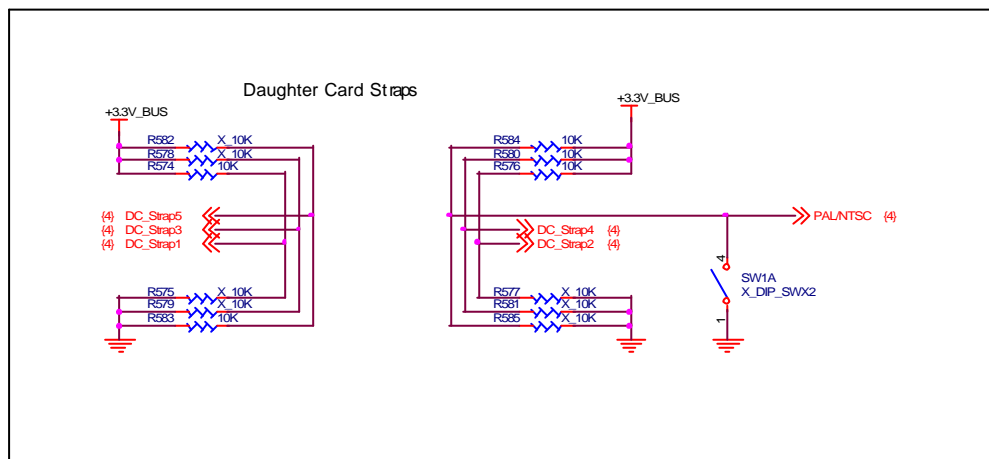 Daughter Card Straps
+3.3V_BUS
+3.3V_BUS
R582 X_10K
R578 X_10K
R574 10K
R584 10K
R580 10K
R576 10K
{4} DC_Strap5
{4} DC_Strap3
{4} DC_Strap1
PAL/NTSC {4}
DC_Strap4 {4}
DC_Strap2 {4}
4
SW1A
X_DIP_SWX2
1
R575 X_10K
R579 X_10K
R583 10K
R577 X_10K
R581 X_10K
R585 X_10K